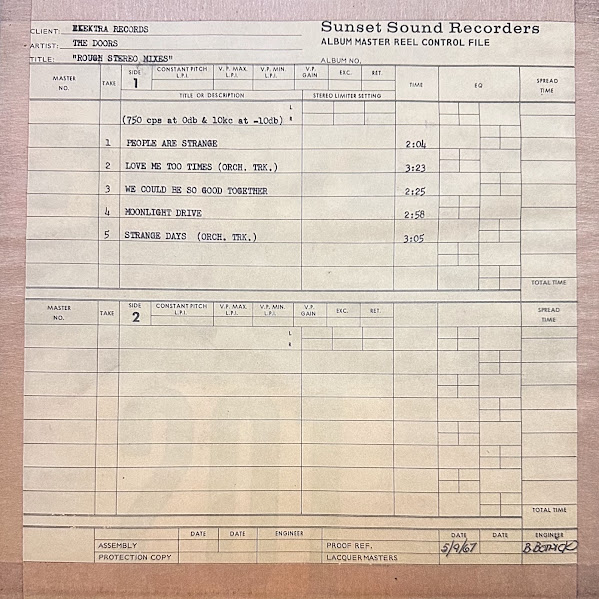 Sunset Sound Recorders
ALBUM MASTER REEL CONTROL FILE
CLIENT: ELEKTRA RECORDS
ARTIST: THE DOORS
TITLE: "ROUGH STEREO MIXES" ALBUM NO.
MASTER NO. TAKE SIDE 1 CONSTANT PITCH L.P.I. V.P. MAX. L.P.I. V.P. MIN. L.P.I. V.P. GAIN EXC. RET. TIME EQ SPREAD TIME
TITLE OR DESCRIPTION STEREO LIMITER SETTING
L
(750 cps at 0db & 10kc at -10db) R
1 PEOPLE ARE STRANGE 2:04
2 LOVE ME TOO TIMES (ORCH. TRK.) 3:23
3 WE COULD BE SO GOOD TOGETHER 2:25
4 MOONLIGHT DRIVE 2:58
5 STRANGE DAYS (ORCH. TRK.) 3:05
TOTAL TIME
MASTER NO. TAKE SIDE 2 CONSTANT PITCH L.P.I. V.P. MAX. L.P.I. V.P. MIN. L.P.I. V.P. GAIN EXC. RET. SPREAD TIME
L
R
TOTAL TIME
DATE DATE ENGINEER DATE DATE ENGINEER
ASSEMBLY PROOF REF. 5/9/67 B BOTNICK
PROTECTION COPY LACQUER MASTERS